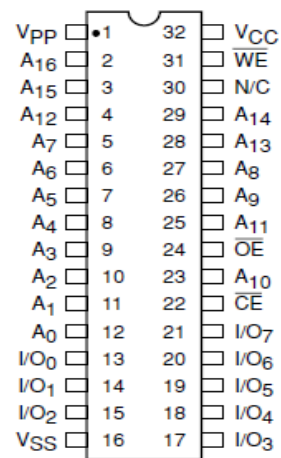 VPP 1 32 VCC
A16 2 31 WE
A15 3 30 N/C
A12 4 29 A14
A7 5 28 A13
A6 6 27 A8
A5 7 26 A9
A4 8 25 A11
A3 9 24 OE
A2 10 23 A10
A1 11 22 CE
A0 12 21 I/O7
I/O0 13 20 I/O6
I/O1 14 19 I/O5
I/O2 15 18 I/O4
VSS 16 17 I/O3